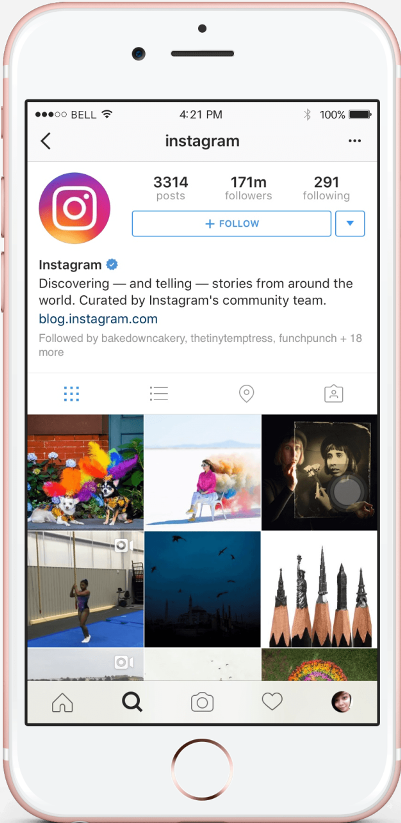 BELL 4:21 PM 100%
instagram
3314 171m 291
posts followers following
+ FOLLOW
Instagram
Discovering — and telling — stories from around the
world. Curated by Instagram's community team.
blog.instagram.com
Followed by bakedowncakery, thetinytemptress, funchpunch + 18
more